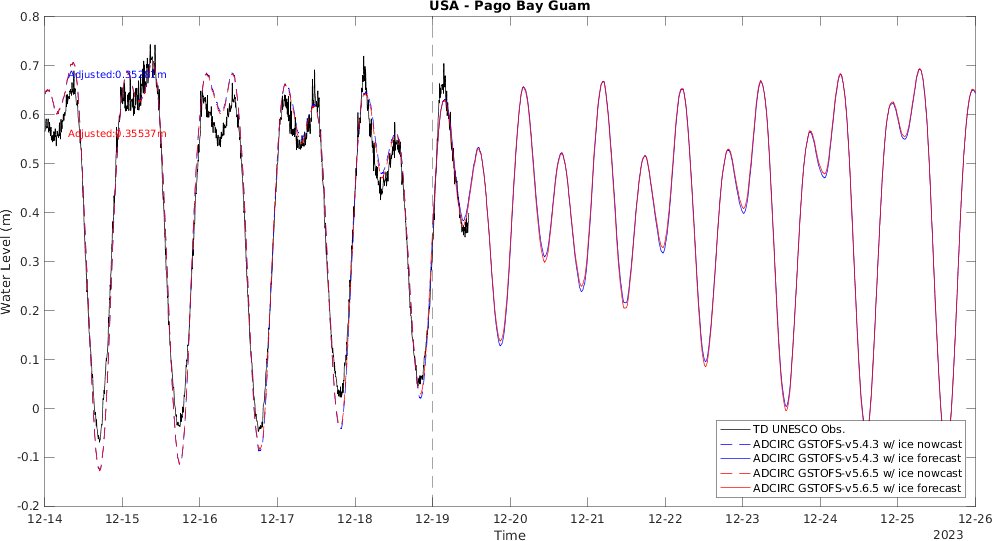 USA - Pago Bay Guam
0.8
0.7
0.6
0.5
0.4
0.3
0.2
0.1
0
-0.1
-0.2
Water Level (m)
Adjusted:0.35537m
12-14
12-15
12-16
12-17
12-18
12-19
12-20
12-21
12-22
12-23
12-24
12-25
12-26
Time
2023
TD UNESCO Obs.
ADCIRC GSTOFS-v5.4.3 w/ ice nowcast
ADCIRC GSTOFS-v5.4.3 w/ ice forecast
ADCIRC GSTOFS-v5.6.5 w/ ice nowcast
ADCIRC GSTOFS-v5.6.5 w/ ice forecast